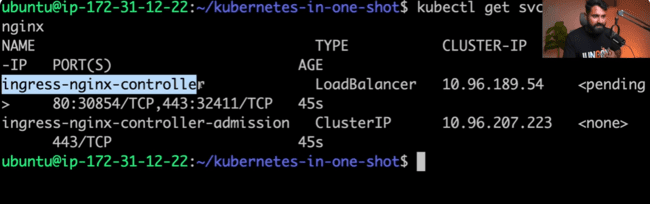 ubuntu@ip-172-31-12-22:~/kubernetes-in-one-shot$ kubectl get svc
nginx
NAME TYPE CLUSTER-IP
-IP PORT(S) AGE
ingress-nginx-controller LoadBalancer 10.96.189.54 <pending
> 80:30854/TCP,443:32411/TCP 45s
ingress-nginx-controller-admission ClusterIP 10.96.207.223 <none>
443/TCP 45s
ubuntu@ip-172-31-12-22:~/kubernetes-in-one-shot$